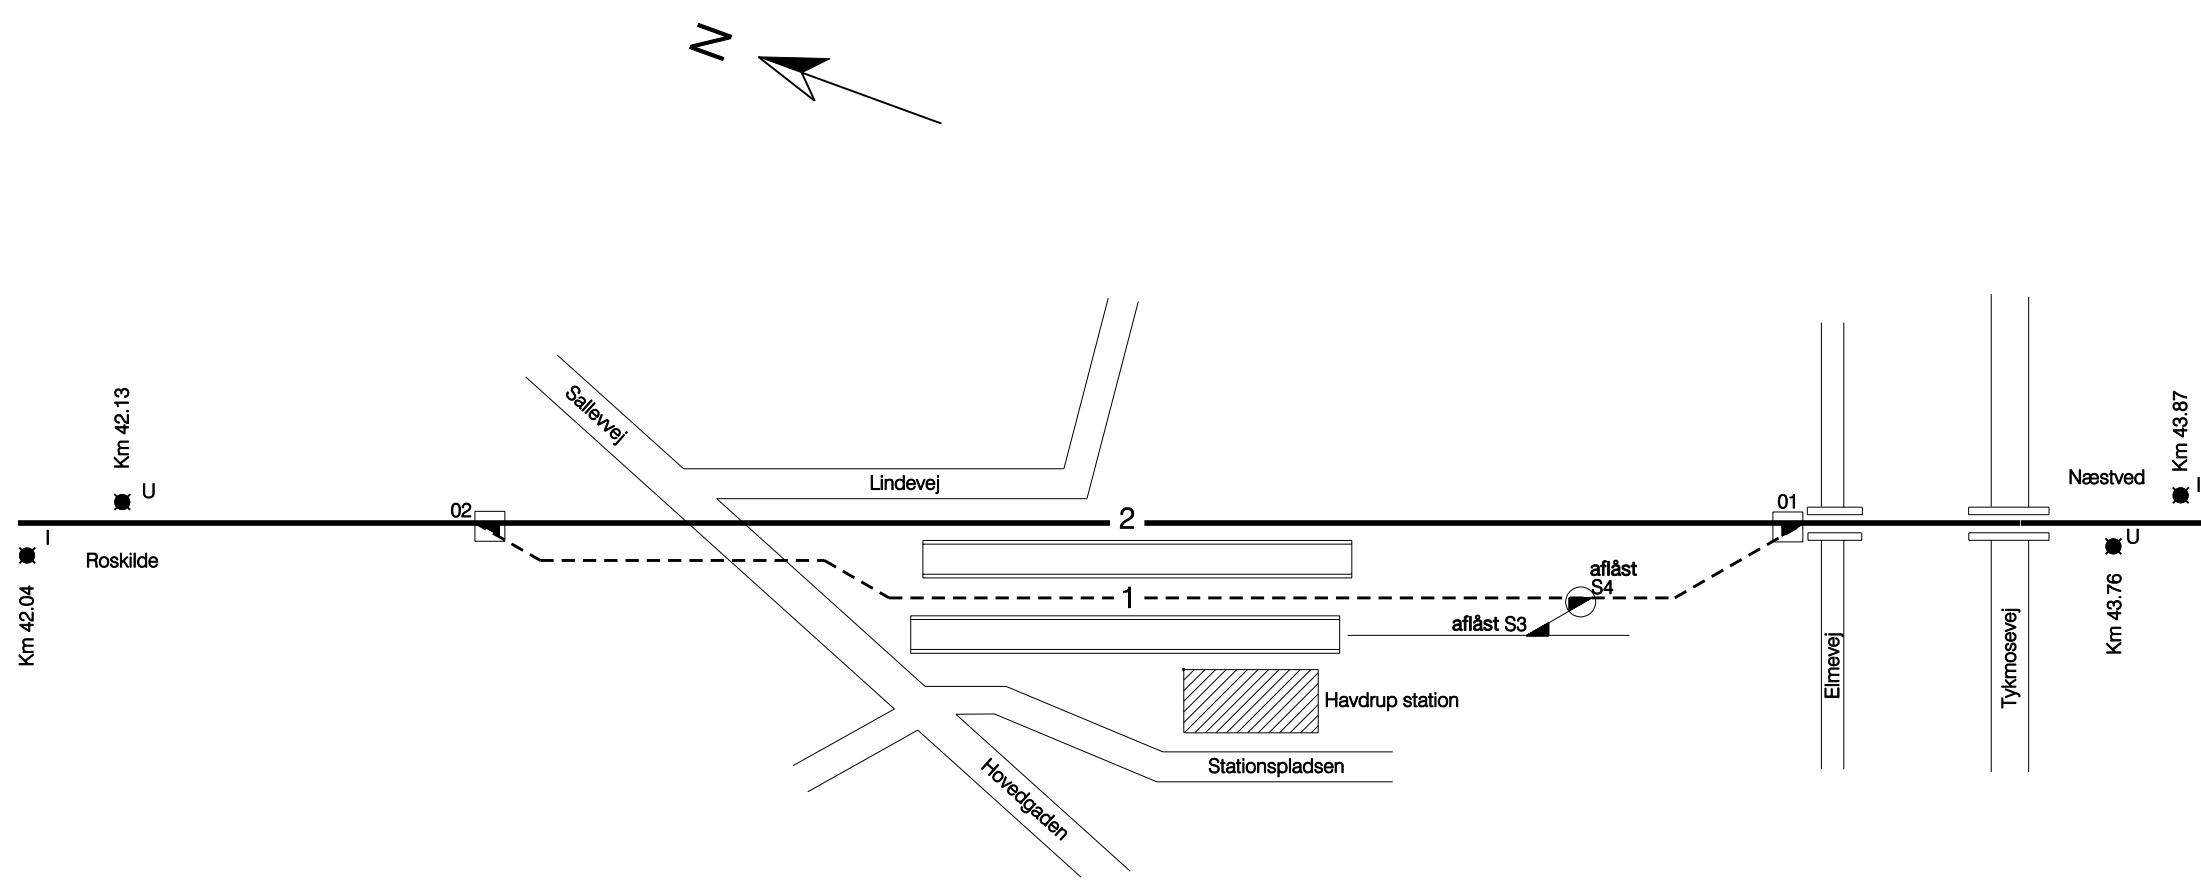 N
Km 42.13
U
I
Roskilde
Km 42.04
02
Sallevvej
Lindevej
2
1
aflåst
S4
aflåst S3
Havdrup station
Stationspladsen
Hovedgaden
01
Elmevej
Tykmosevej
Næstved
Km 43.87
I
U
Km 43.76